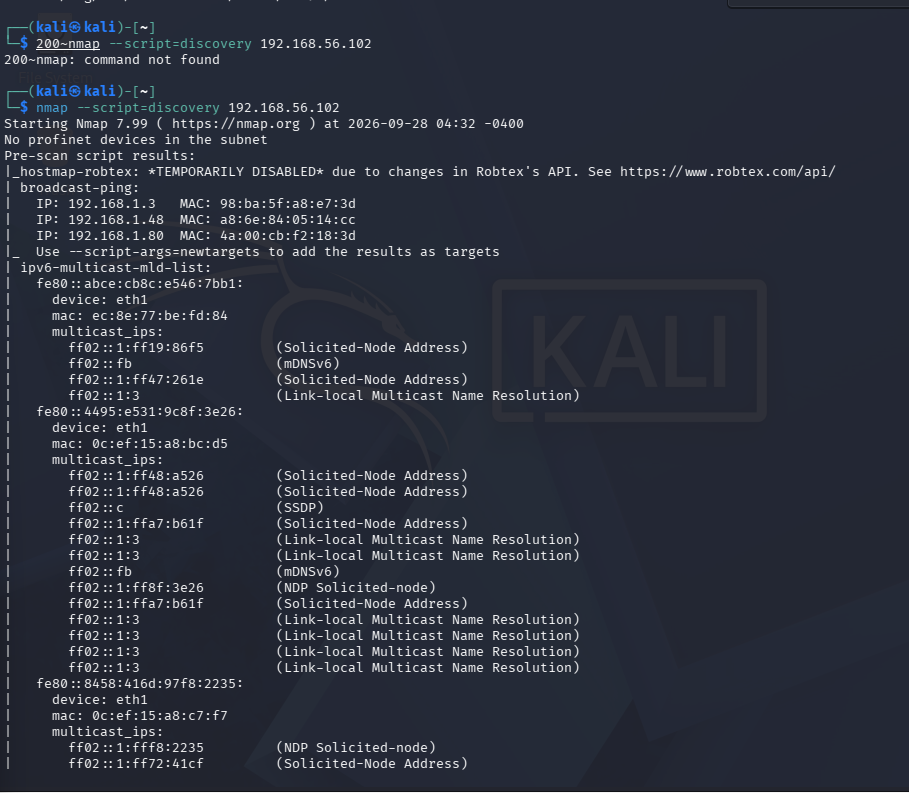 ┌──(kali㉿kali)-[~]
└─$ 200~nmap --script=discovery 192.168.56.102
200~nmap: command not found
┌──(kali㉿kali)-[~]
└─$ nmap --script=discovery 192.168.56.102
Starting Nmap 7.99 ( https://nmap.org ) at 2026-09-28 04:32 -0400
No profinet devices in the subnet
Pre-scan script results:
|_hostmap-robtex: *TEMPORARILY DISABLED* due to changes in Robtex's API. See https://www.robtex.com/api/
| broadcast-ping:
|   IP: 192.168.1.3   MAC: 98:ba:5f:a8:e7:3d
|   IP: 192.168.1.48  MAC: a8:6e:84:05:14:cc
|   IP: 192.168.1.80  MAC: 4a:00:cb:f2:18:3d
|_  Use --script-args=newtargets to add the results as targets
| ipv6-multicast-mld-list:
|   fe80::abce:cb8c:e546:7bb1:
|     device: eth1
|     mac: ec:8e:77:be:fd:84
|     multicast_ips:
|       ff02::1:ff19:86f5         (Solicited-Node Address)
|       ff02::fb                  (mDNSv6)
|       ff02::1:ff47:261e         (Solicited-Node Address)
|       ff02::1:3                 (Link-local Multicast Name Resolution)
|   fe80::4495:e531:9c8f:3e26:
|     device: eth1
|     mac: 0c:ef:15:a8:bc:d5
|     multicast_ips:
|       ff02::1:ff48:a526         (Solicited-Node Address)
|       ff02::1:ff48:a526         (Solicited-Node Address)
|       ff02::c                   (SSDP)
|       ff02::1:ffa7:b61f         (Solicited-Node Address)
|       ff02::1:3                 (Link-local Multicast Name Resolution)
|       ff02::1:3                 (Link-local Multicast Name Resolution)
|       ff02::fb                  (mDNSv6)
|       ff02::1:ff8f:3e26         (NDP Solicited-node)
|       ff02::1:ffa7:b61f         (Solicited-Node Address)
|       ff02::1:3                 (Link-local Multicast Name Resolution)
|       ff02::1:3                 (Link-local Multicast Name Resolution)
|       ff02::1:3                 (Link-local Multicast Name Resolution)
|       ff02::1:3                 (Link-local Multicast Name Resolution)
|   fe80::8458:416d:97f8:2235:
|     device: eth1
|     mac: 0c:ef:15:a8:c7:f7
|     multicast_ips:
|       ff02::1:fff8:2235         (NDP Solicited-node)
|       ff02::1:ff72:41cf         (Solicited-Node Address)
KALI